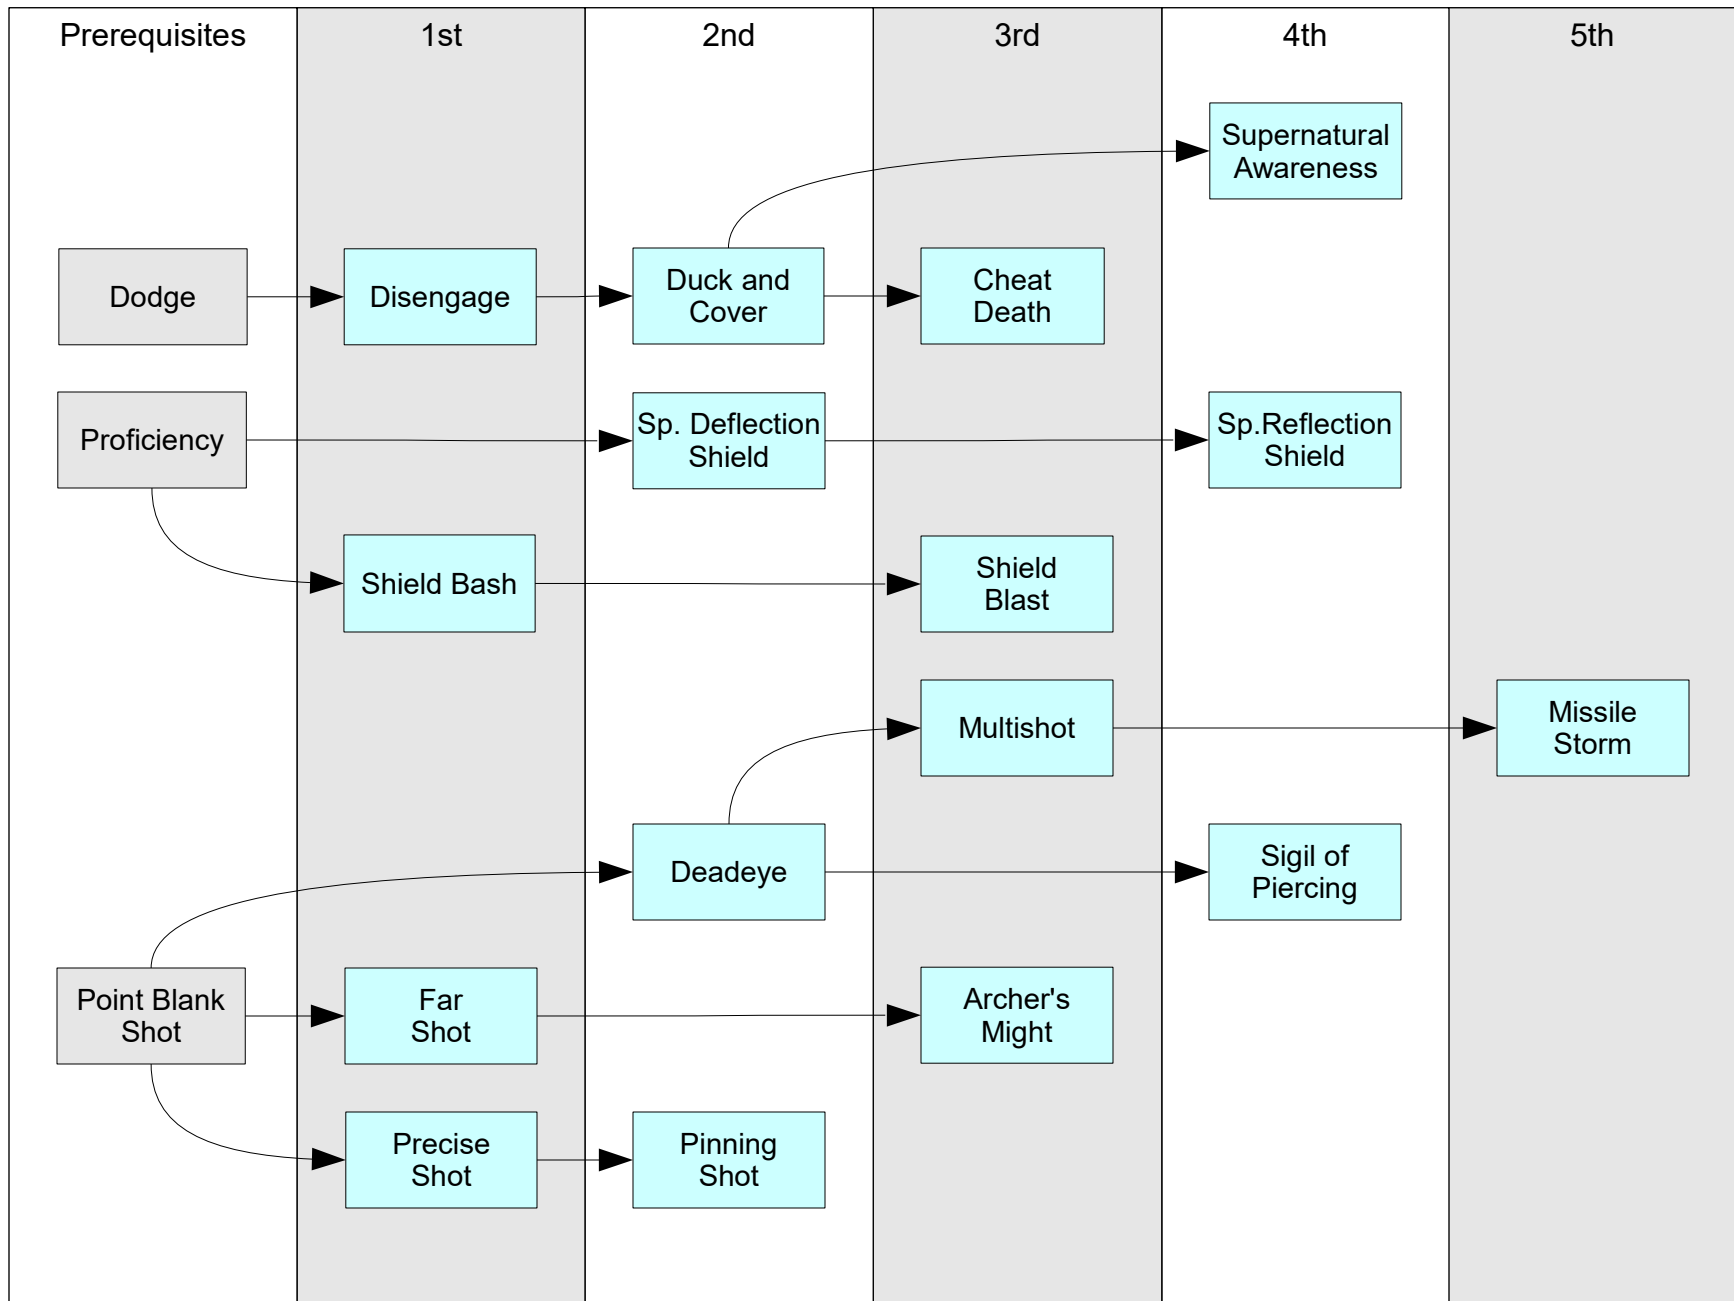 Prerequisites
1st
2nd
3rd
4th
5th
Supernatural
Awareness
Dodge
Disengage
Duck and
Cover
Cheat
Death
Proficiency
Sp. Deflection
Shield
Sp.Reflection
Shield
Shield Bash
Shield
Blast
Multishot
Missile
Storm
Deadeye
Sigil of
Piercing
Point Blank
Shot
Far
Shot
Archer's
Might
Precise
Shot
Pinning
Shot